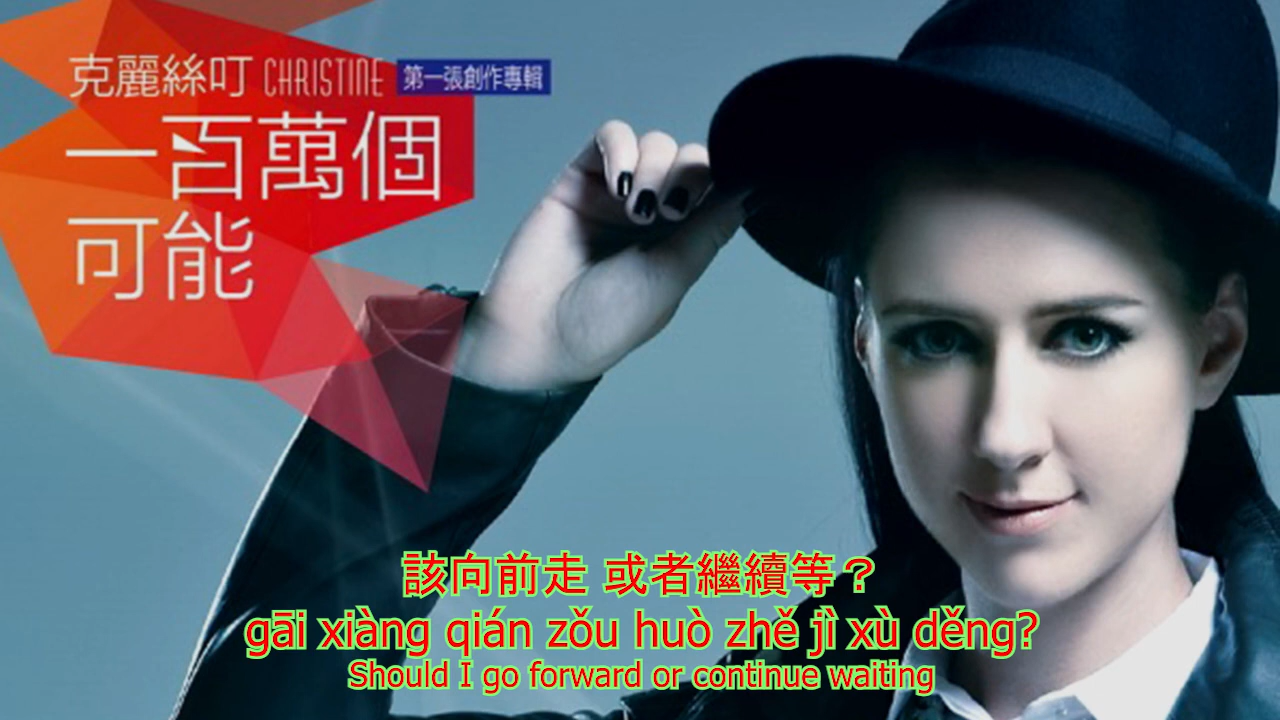 克麗絲叮 CHRISTINE 第一張創作專輯
一百萬個
可能
該向前走 或者繼續等？
gāi xiàng qián zǒu huò zhě jì xù děng?
Should I go forward or continue waiting